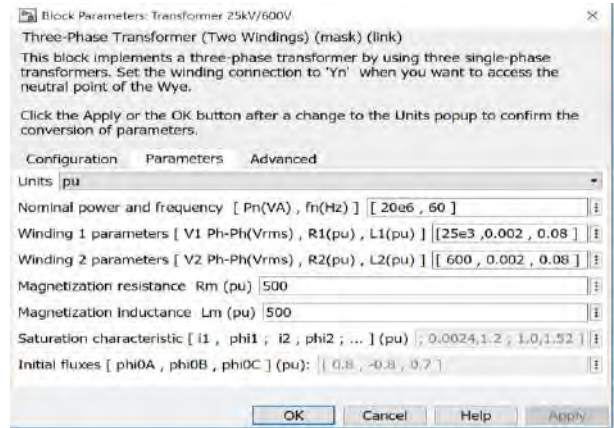 Block Parameters: Transformer 25kV/600V
Three-Phase Transformer (Two Windings) (mask) (link)
This block implements a three-phase transformer by using three single-phase
transformers. Set the winding connection to 'Yn' when you want to access the
neutral point of the Wye.
Click the Apply or the OK button after a change to the Units popup to confirm the
conversion of parameters.
Configuration Parameters Advanced
Units pu
Nominal power and frequency [ Pn(VA) , fn(Hz) ] [ 20e6 , 60 ]
Winding 1 parameters [ V1 Ph-Ph(Vrms) , R1(pu) , L1(pu) ] [25e3 ,0.002 , 0.08 ]
Winding 2 parameters [ V2 Ph-Ph(Vrms) , R2(pu) , L2(pu) ] [ 600 , 0.002 , 0.08 ]
Magnetization resistance Rm (pu) 500
Magnetization inductance Lm (pu) 500
Saturation characteristic [ i1 , phi1 ; i2 , phi2 ; ... ] (pu) ; 0.0024,1.2 ; 1.0,1.52 ]
Initial fluxes [ phi0A , phi0B , phi0C ] (pu): [ 0.8 , -0.8 , 0.7 ]
OK Cancel Help Apply